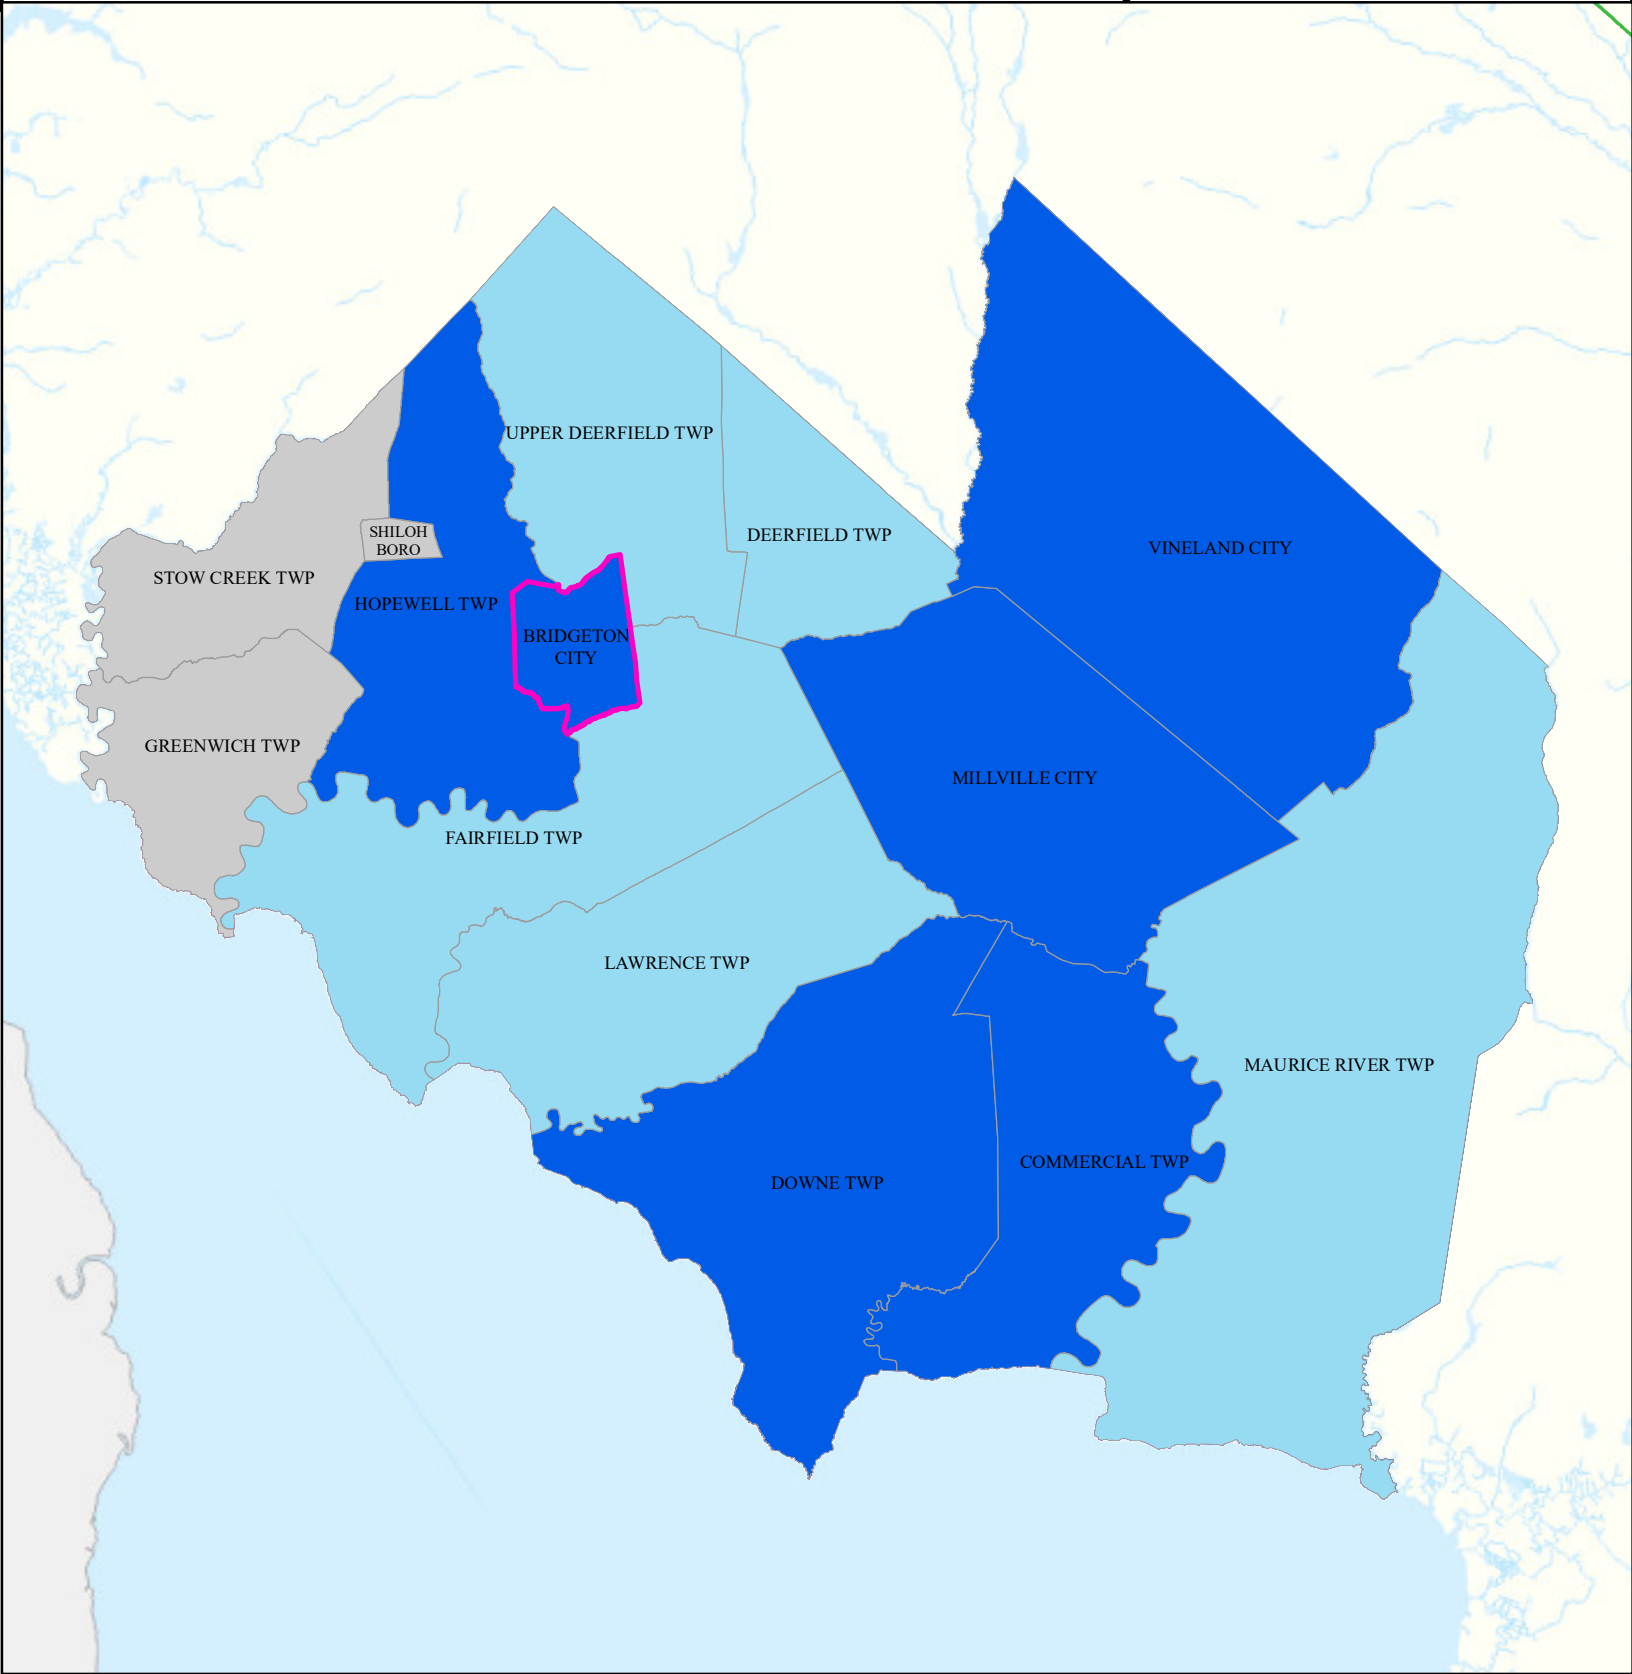 UPPER DEERFIELD TWP
SHILOH
BORO
DEERFIELD TWP
VINELAND CITY
STOW CREEK TWP
HOPEWELL TWP
BRIDGETON
CITY
GREENWICH TWP
MILLVILLE CITY
FAIRFIELD TWP
LAWRENCE TWP
MAURICE RIVER TWP
COMMERCIAL TWP
DOWNE TWP